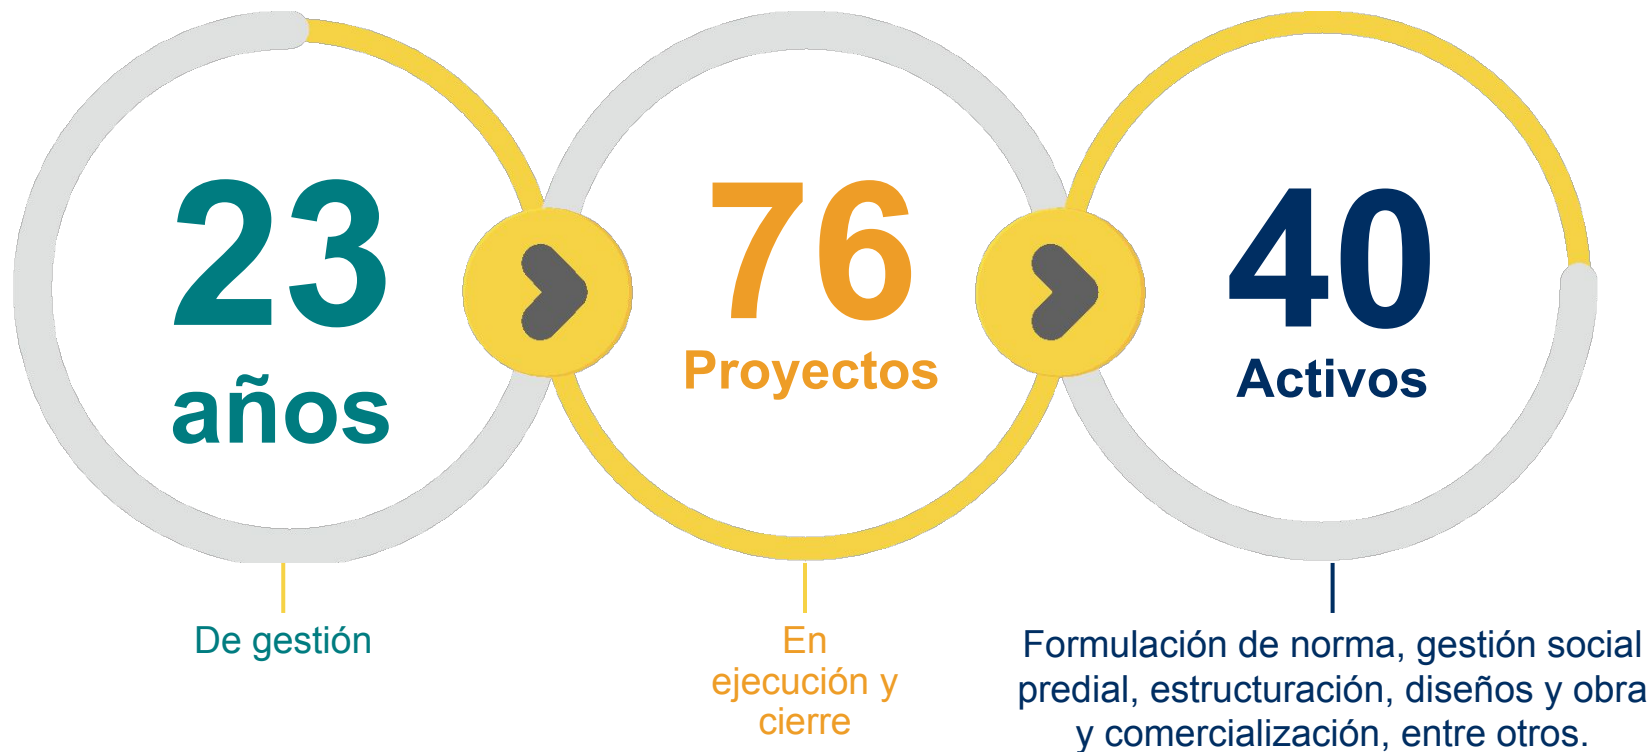 23
años
De gestión
76
Proyectos
En
ejecución y
cierre
40
Activos
Formulación de norma, gestión social
predial, estructuración, diseños y obra
y comercialización, entre otros.